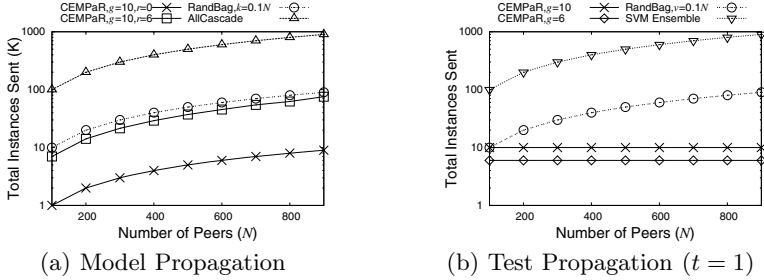 CEMPaR,g=10,r=0 RandBag,k=0.1N
CEMPaR,g=10,r=6 AllCascade
Total Instances Sent (K)
1000
100
10
1
200 400 600 800
Number of Peers (N)
(a) Model Propagation
CEMPaR,g=10 RandBag,v=0.1N
CEMPaR,g=6 SVM Ensemble
Total Instances Sent
1000
100
10
1
200 400 600 800
Number of Peers (N)
(b) Test Propagation (t = 1)